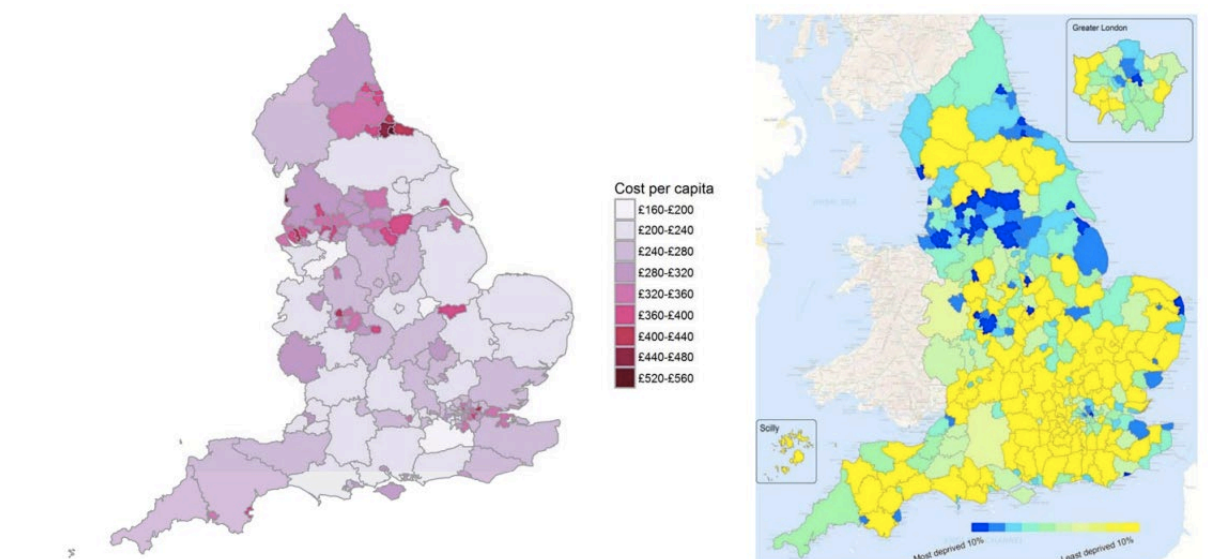 Cost per capita
£160-£200
£200-£240
£240-£280
£280-£320
£320-£360
£360-£400
£400-£440
£440-£480
£520-£560
Greater London
Scilly
Most deprived 10%
Least deprived 10%